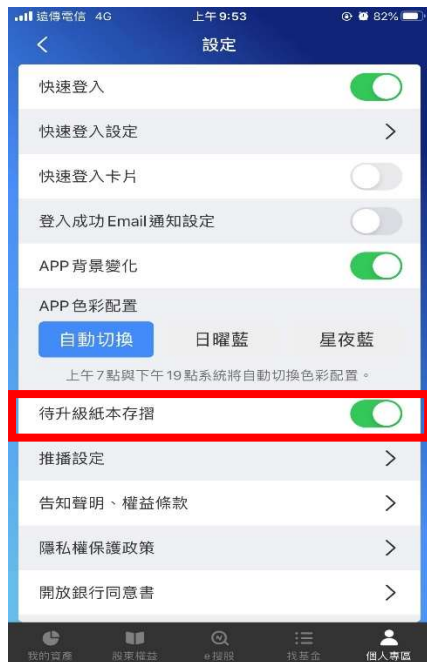 遠傳電信 4G 上午9:53 82%
設定
快速登入
快速登入設定
快速登入卡片
登入成功Email通知設定
APP背景變化
APP色彩配置
自動切換 日曜藍 星夜藍
上午7點與下午19點系統將自動切換色彩配置。
待升級紙本存摺
推播設定
告知聲明、權益條款
隱私權保護政策
開放銀行同意書
我的資產 股東權益 e搜股 找基金 個人專區